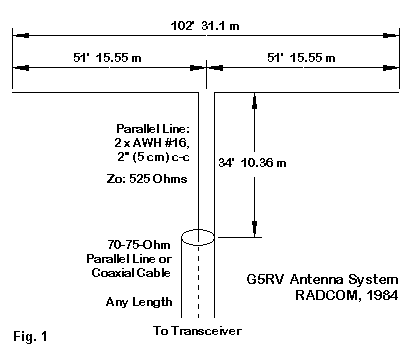 102' 31.1 m
51' 15.55 m
51' 15.55 m
Parallel Line:
2 x AWH #16,
2" (5 cm) c-c
Zo: 525 Ohms
34' 10.36 m
70-75-Ohm
Parallel Line or
Coaxial Cable
Any Length
G5RV Antenna System
RADCOM, 1984
Fig. 1
To Transceiver